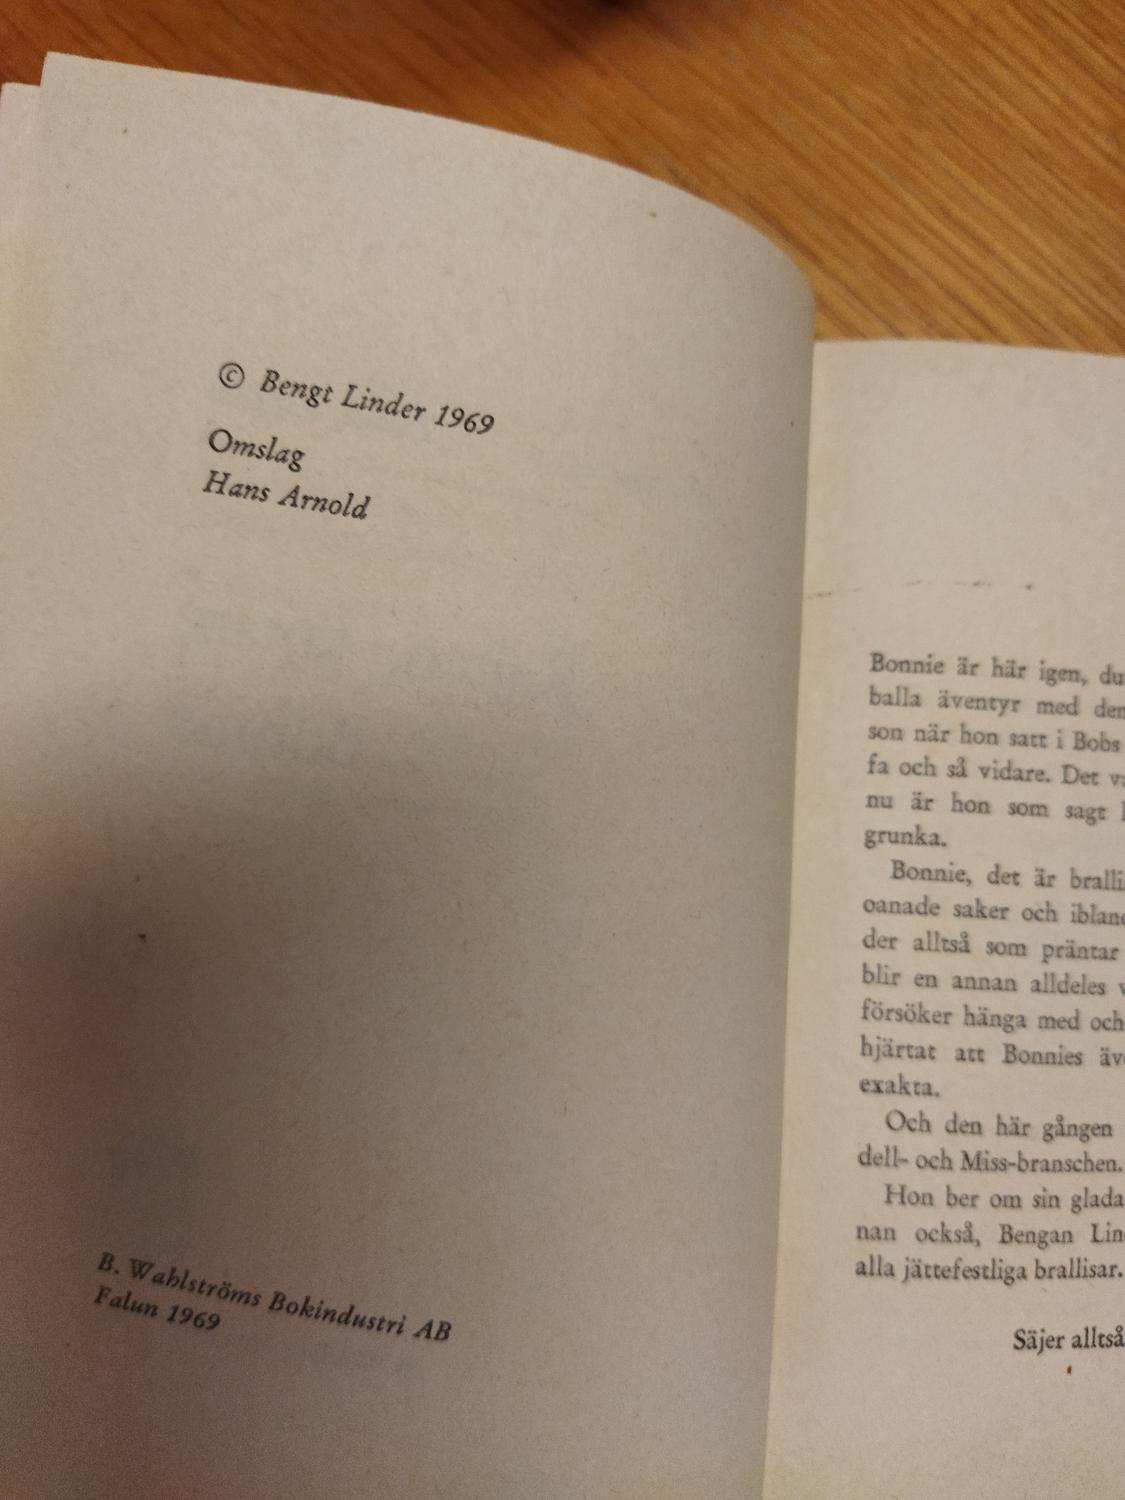 © Bengt Linder 1969
Omslag
Hans Arnold
B. Wahlströms Bokindustri AB
Falun 1969
Bonnie är här igen, du
balla äventyr med den
son när hon satt i Bobs
fa och så vidare. Det
nu är hon som sagt
grunka.
Bonnie, det är
oanade saker och
der alltså som präntar
blir en annan alldeles
försöker hänga med och
hjärtat att Bonnies
exakta.
Och den här gången
dell- och Miss-branschen.
Hon ber om sin glada
nan också, Bengan
alla jättefestliga brallisar.
Säjer alltså